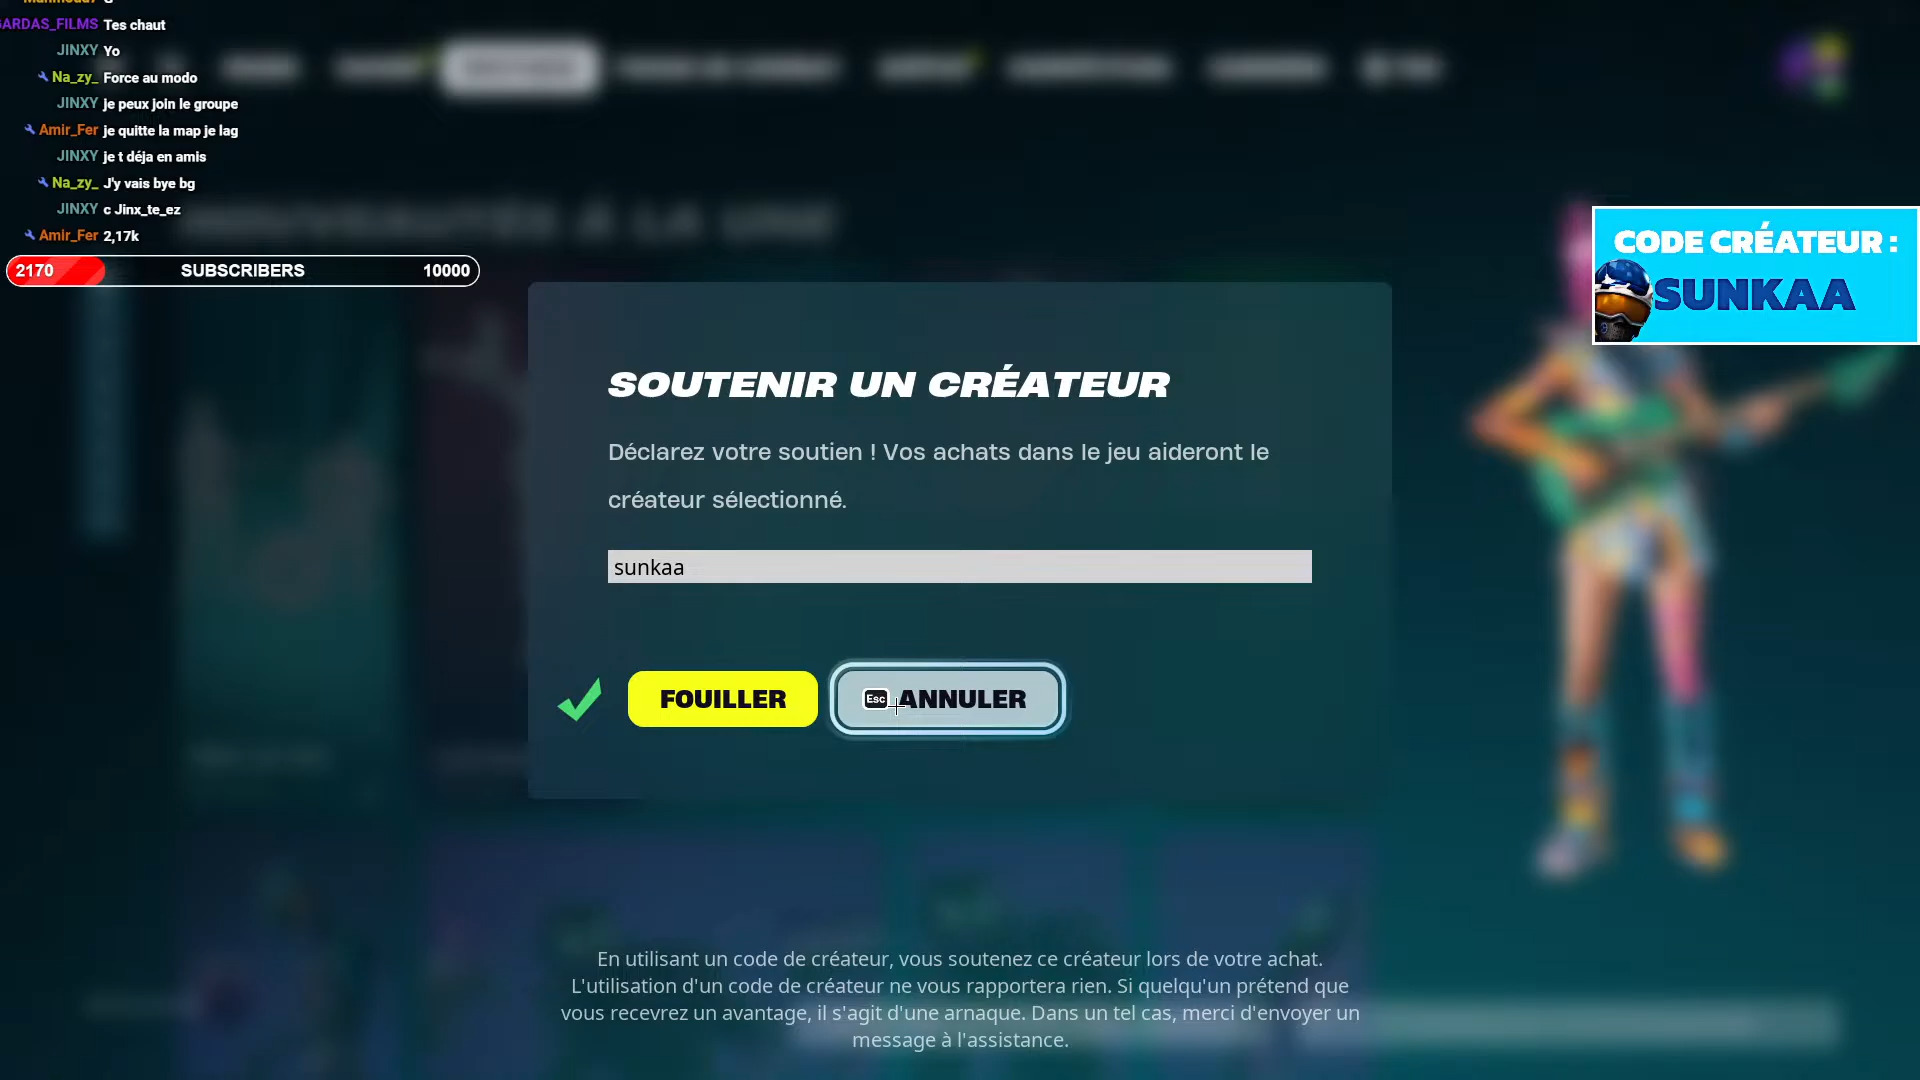 GARDAS_FILMS Tes chaut
JINXY Yo
Na_zy_ Force au modo
JINXY je peux join le groupe
Amir_Fer je quitte la map je lag
JINXY je t déja en amis
Na_zy_ J'y vais bye bg
JINXY c Jinx_te_ez
Amir_Fer 2,17k
2170 SUBSCRIBERS 10000
CODE CRÉATEUR :
SUNKAA
SOUTENIR UN CRÉATEUR
Déclarez votre soutien ! Vos achats dans le jeu aideront le
créateur sélectionné.
sunkaa
FOUILLER
Esc ANNULER
En utilisant un code de créateur, vous soutenez ce créateur lors de votre achat.
L'utilisation d'un code de créateur ne vous rapportera rien. Si quelqu'un prétend que
vous recevrez un avantage, il s'agit d'une arnaque. Dans un tel cas, merci d'envoyer un
message à l'assistance.